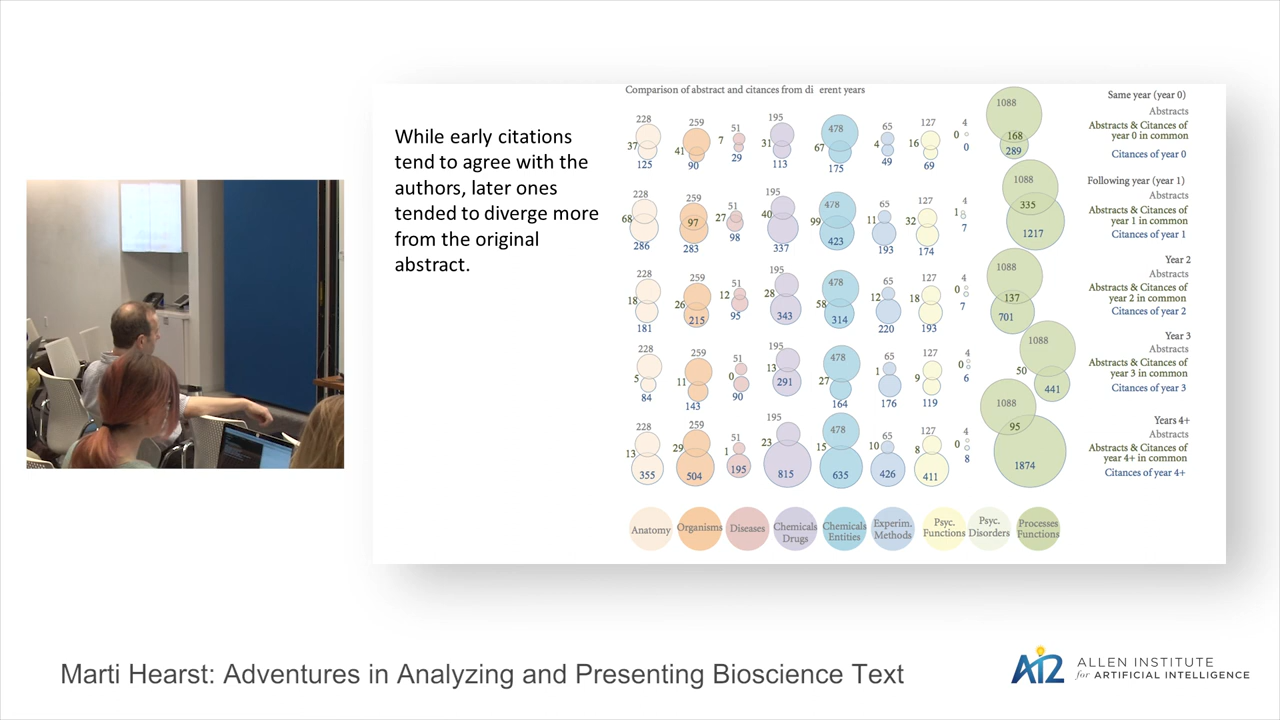 While early citations
tend to agree with the
authors, later ones
tended to diverge more
from the original
abstract.
Comparison of abstract and citances from di erent years
228 259 51 195 478 65 127 4 1088
37 41 7 31 67 4 16 0 168
125 90 29 113 175 49 69 0 289
Same year (year 0)
Abstracts
Abstracts & Citances of
year 0 in common
Citances of year 0
228 259 51 195 478 65 127 4 1088
68 97 27 40 99 11 32 1 335
286 283 98 337 423 193 174 7 1217
Following year (year 1)
Abstracts
Abstracts & Citances of
year 1 in common
Citances of year 1
228 259 51 195 478 65 127 4 1088
18 26 12 28 58 12 18 0 137
181 215 95 343 314 220 193 7 701
Year 2
Abstracts
Abstracts & Citances of
year 2 in common
Citances of year 2
228 259 51 195 478 65 127 4 1088
5 11 0 13 27 1 9 0 50
84 143 90 291 164 176 119 6 441
Year 3
Abstracts
Abstracts & Citances of
year 3 in common
Citances of year 3
228 259 51 195 478 65 127 4 1088
13 29 1 23 15 10 8 0 95
355 504 195 815 635 426 411 8 1874
Years 4+
Abstracts
Abstracts & Citances of
year 4+ in common
Citances of year 4+
Anatomy
Organisms
Diseases
Chemicals
Drugs
Chemicals
Entities
Experim.
Methods
Psyc.
Functions
Psyc.
Disorders
Processes
Functions
Marti Hearst: Adventures in Analyzing and Presenting Bioscience Text
AI2
ALLEN INSTITUTE
for ARTIFICIAL INTELLIGENCE